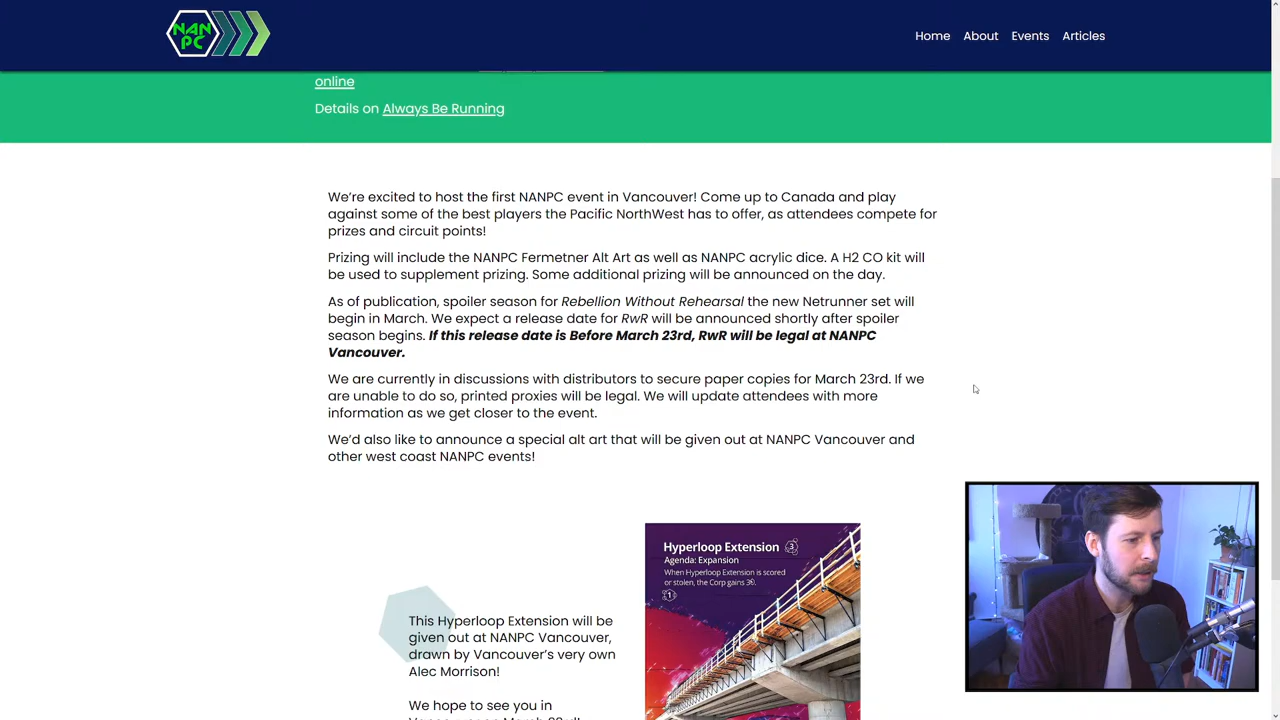 NAN
PC
Home About Events Articles
online
Details on Always Be Running
We're excited to host the first NANPC event in Vancouver! Come up to Canada and play
against some of the best players the Pacific NorthWest has to offer, as attendees compete for
prizes and circuit points!
Prizing will include the NANPC Fermetner Alt Art as well as NANPC acrylic dice. A H2 CO kit will
be used to supplement prizing. Some additional prizing will be announced on the day.
As of publication, spoiler season for Rebellion Without Rehearsal the new Netrunner set will
begin in March. We expect a release date for RwR will be announced shortly after spoiler
season begins. If this release date is Before March 23rd, RwR will be legal at NANPC
Vancouver.
We are currently in discussions with distributors to secure paper copies for March 23rd. If we
are unable to do so, printed proxies will be legal. We will update attendees with more
information as we get closer to the event.
We'd also like to announce a special alt art that will be given out at NANPC Vancouver and
other west coast NANPC events!
Hyperloop Extension 3
Agenda: Expansion
When Hyperloop Extension is scored
or stolen, the Corp gains 3
1
This Hyperloop Extension will be
given out at NANPC Vancouver,
drawn by Vancouver's very own
Alec Morrison!
We hope to see you in